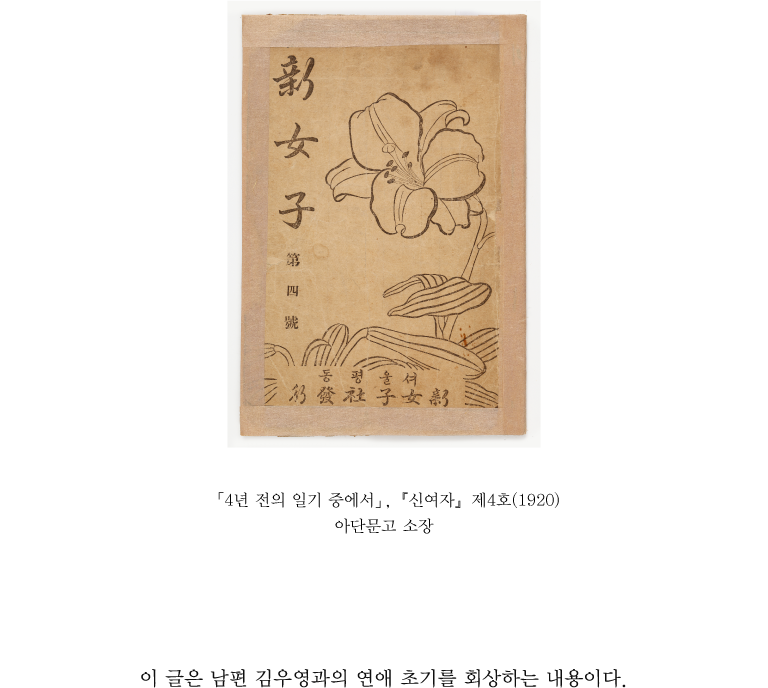 新女子
第四號
셔울평동
新女子社發行
「4년 전의 일기 중에서」, 『신여자』 제4호(1920)
아단문고 소장
이 글은 남편 김우영과의 연애 초기를 회상하는 내용이다.